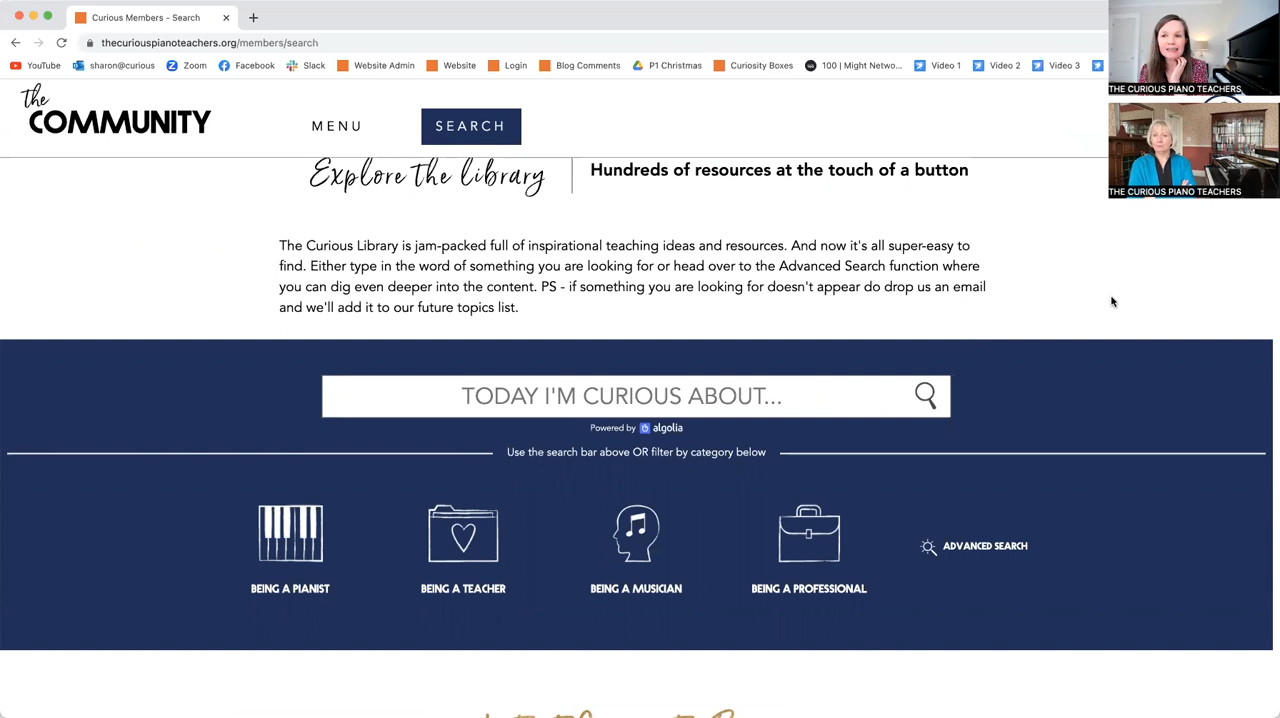 Curious Members - Search
thecuriouspianoteachers.org/members/search
YouTube sharon@curious Zoom Facebook Slack Website Admin Website Login Blog Comments P1 Christmas Curiosity Boxes 100 | Might Netwo... Video 1 Video 2 Video 3
THE CURIOUS PIANO TEACHERS
THE CURIOUS PIANO TEACHERS
the
COMMUNITY
MENU SEARCH
Explore the library
Hundreds of resources at the touch of a button
The Curious Library is jam-packed full of inspirational teaching ideas and resources. And now it's all super-easy to
find. Either type in the word of something you are looking for or head over to the Advanced Search function where
you can dig even deeper into the content. PS - if something you are looking for doesn't appear do drop us an email
and we'll add it to our future topics list.
TODAY I'M CURIOUS ABOUT...
Powered by algolia
Use the search bar above OR filter by category below
BEING A PIANIST BEING A TEACHER BEING A MUSICIAN BEING A PROFESSIONAL ADVANCED SEARCH